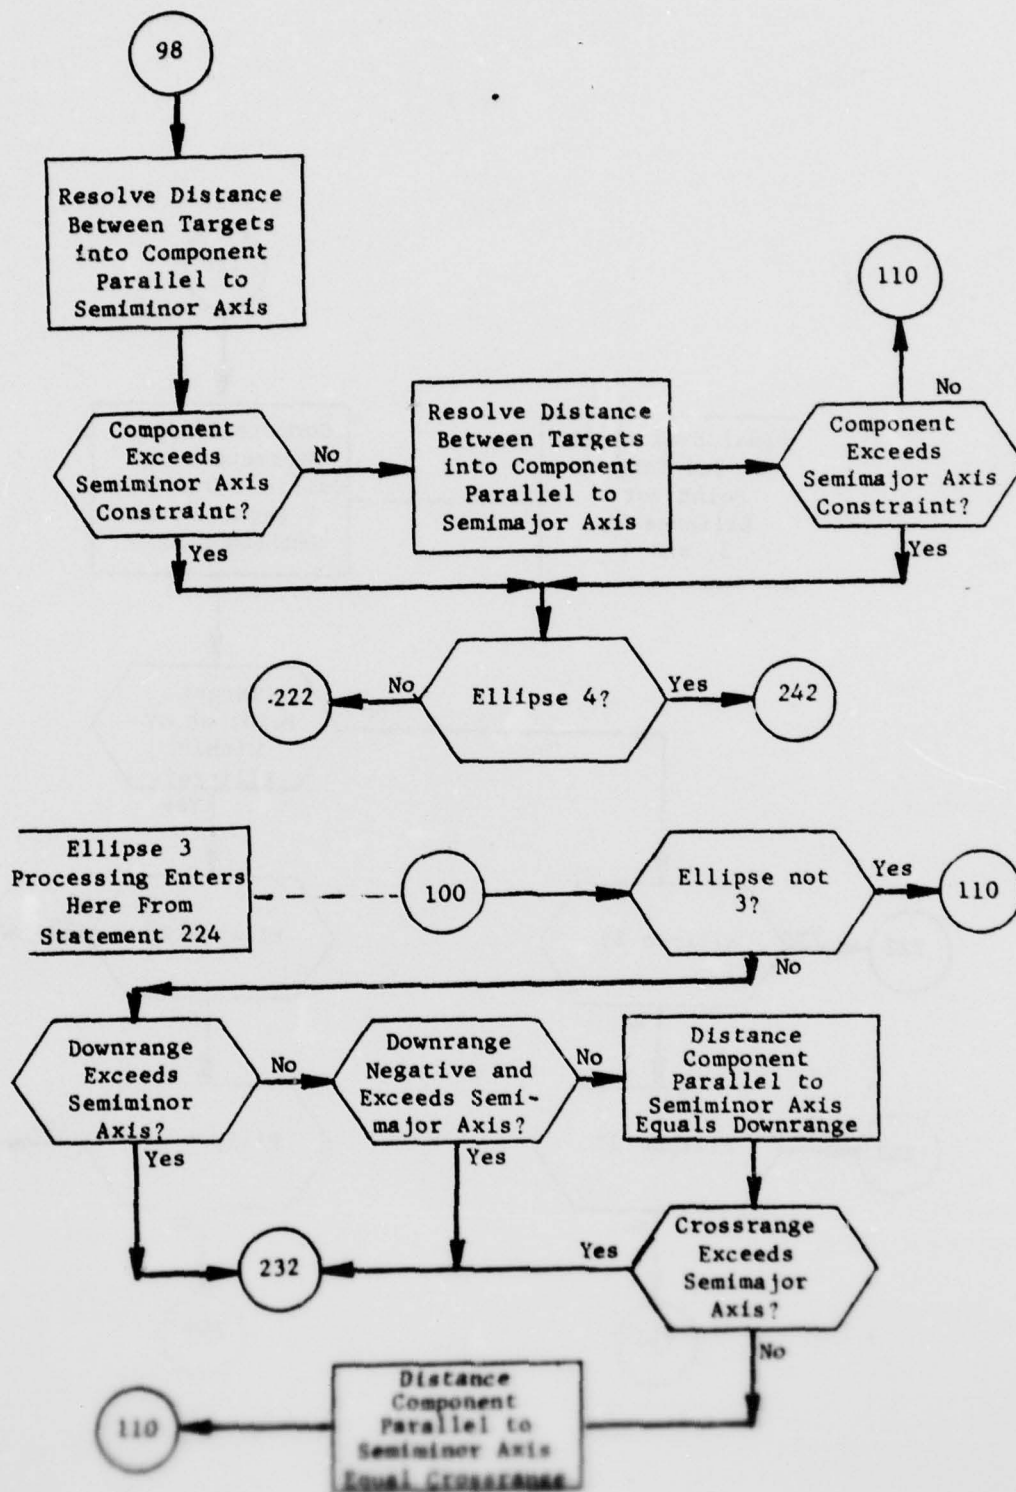 98
Resolve Distance
Between Targets
into Component
Parallel to
Semiminor Axis
110
Component
Exceeds
Semiminor Axis
Constraint?
No
Resolve Distance
Between Targets
into Component
Parallel to
Semimajor Axis
No
Component
Exceeds
Semimajor Axis
Constraint?
Yes
Yes
.222
No
Ellipse 4?
Yes
242
Ellipse 3
Processing Enters
Here From
Statement 224
100
Ellipse not
3?
Yes
110
No
Downrange
Exceeds
Semiminor
Axis?
No
Downrange
Negative and
Exceeds Semi-
major Axis?
No
Distance
Component
Parallel to
Semiminor Axis
Equals Downrange
Yes
Yes
232
Yes
Crossrange
Exceeds
Semimajor
Axis?
No
Distance
Component
Parallel to
Semiminor Axis
Equal Crossrange
110